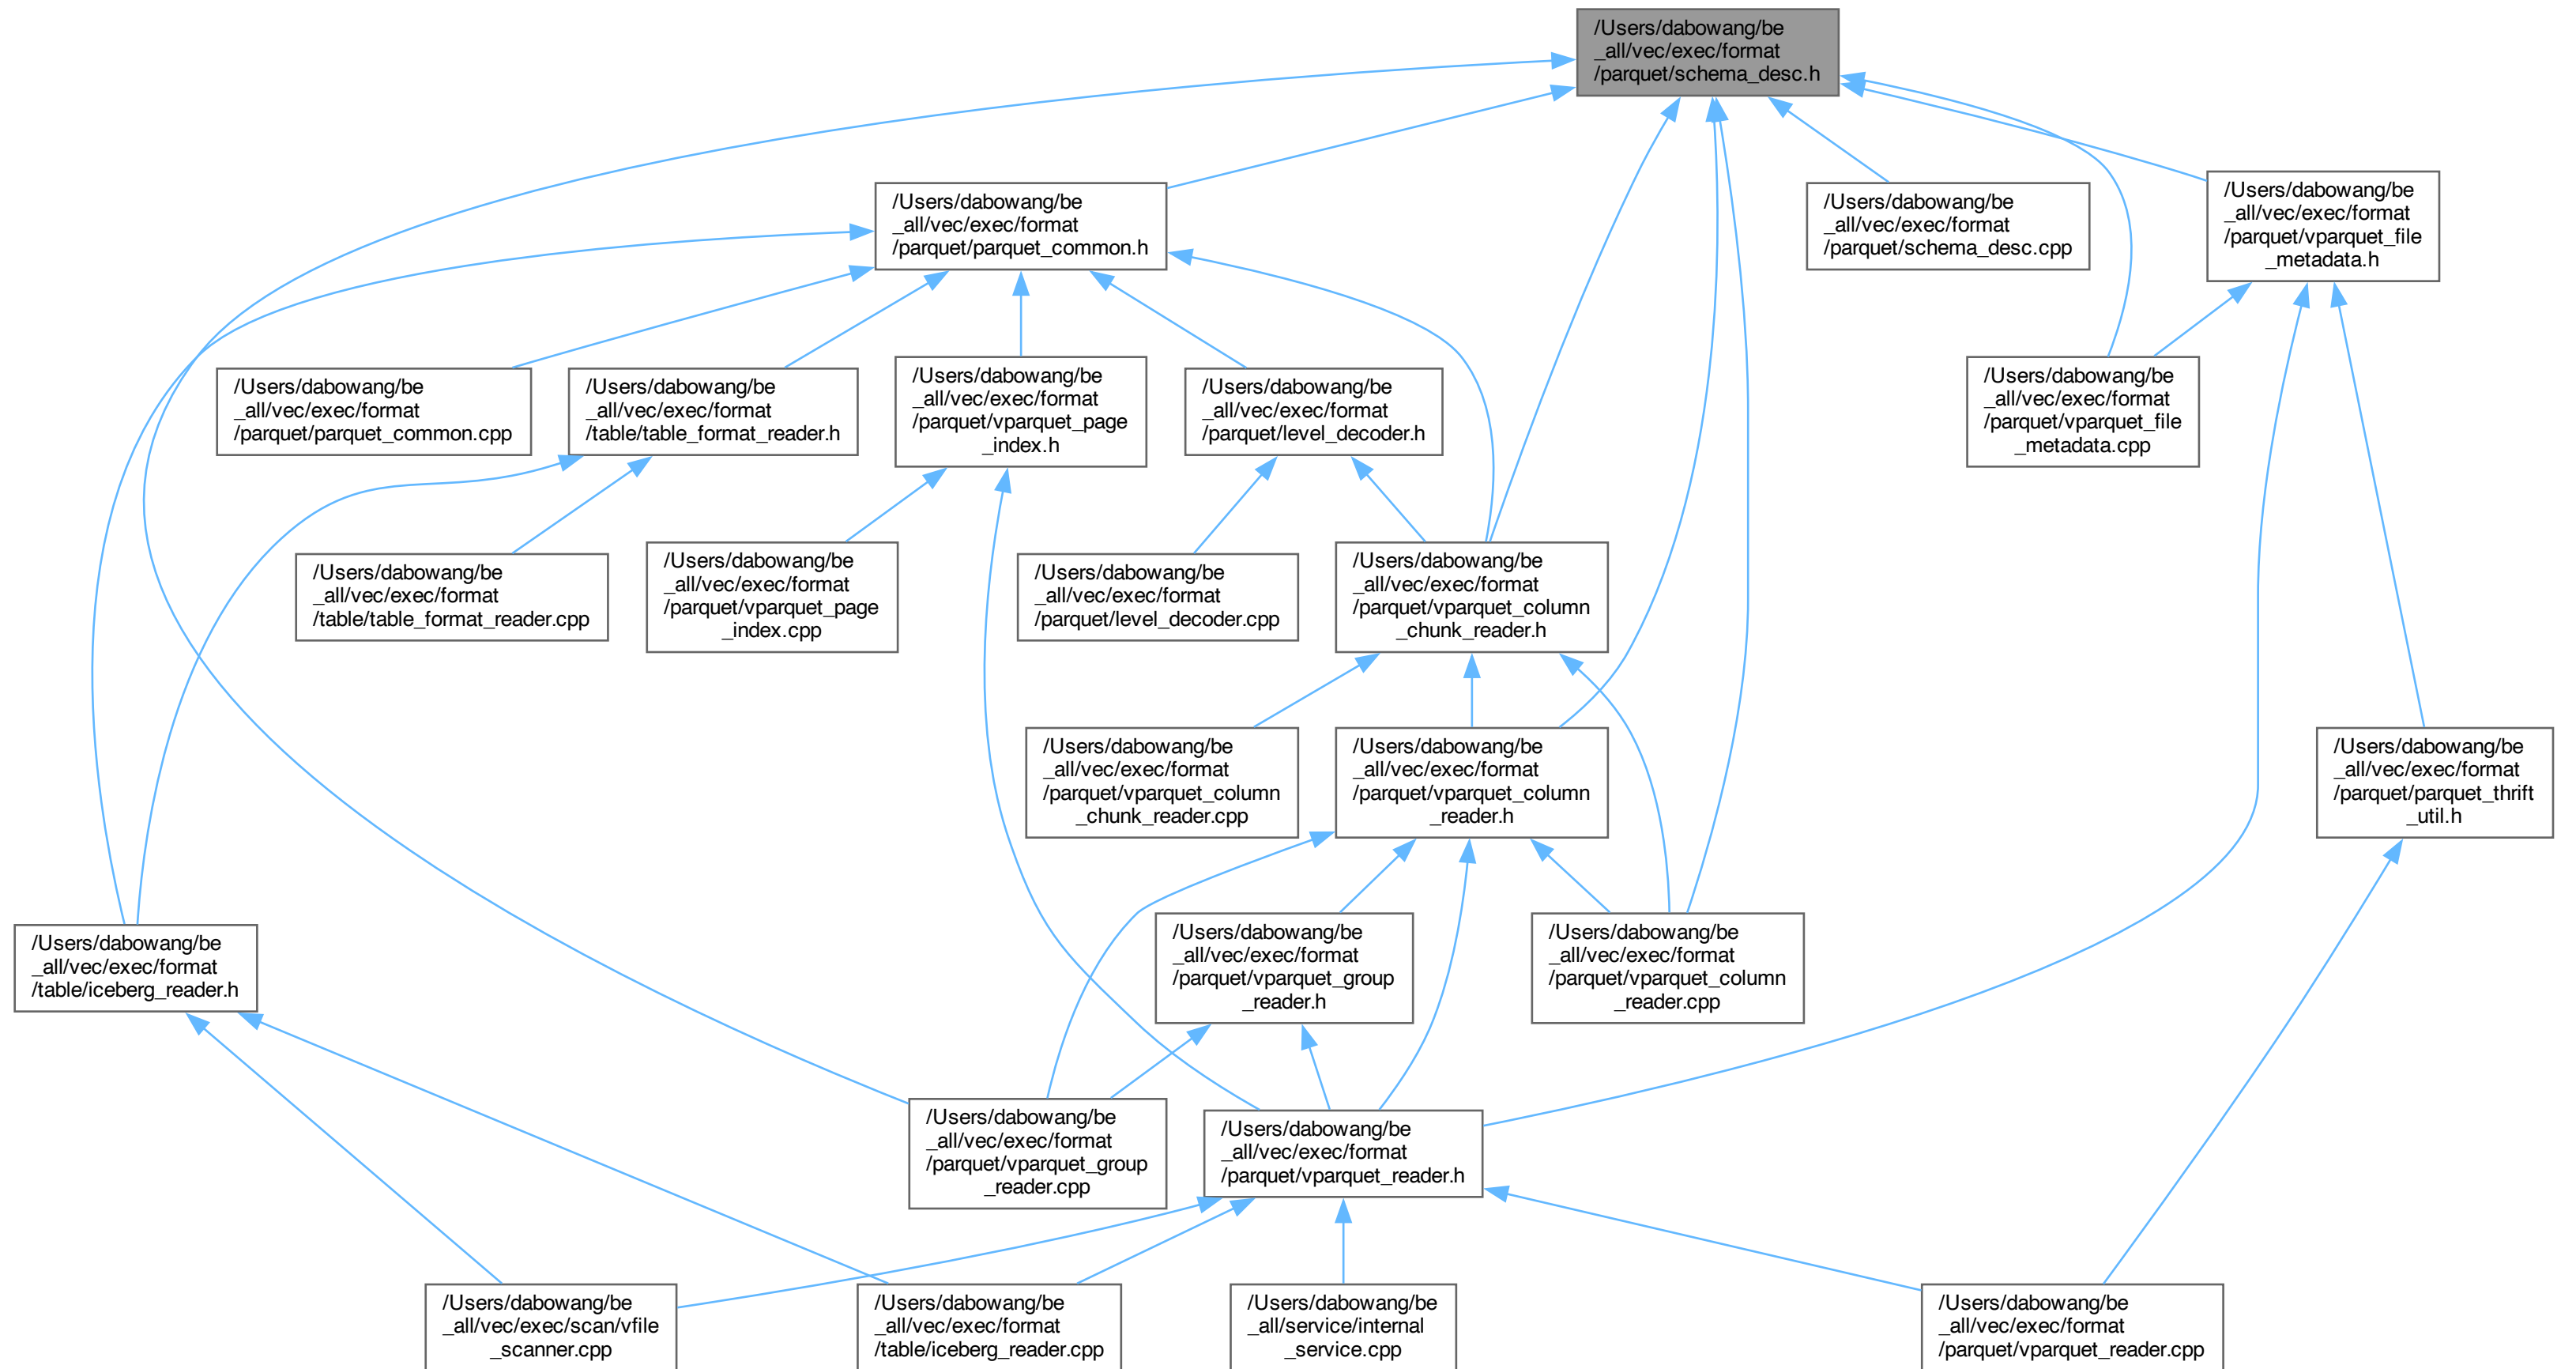 /Users/dabowang/be
_all/vec/exec/format
/parquet/schema_desc.h
/Users/dabowang/be
_all/vec/exec/format
/parquet/parquet_common.h
/Users/dabowang/be
_all/vec/exec/format
/parquet/schema_desc.cpp
/Users/dabowang/be
_all/vec/exec/format
/parquet/vparquet_file
_metadata.h
/Users/dabowang/be
_all/vec/exec/format
/parquet/parquet_common.cpp
/Users/dabowang/be
_all/vec/exec/format
/table/table_format_reader.h
/Users/dabowang/be
_all/vec/exec/format
/parquet/vparquet_page
_index.h
/Users/dabowang/be
_all/vec/exec/format
/parquet/level_decoder.h
/Users/dabowang/be
_all/vec/exec/format
/parquet/vparquet_file
_metadata.cpp
/Users/dabowang/be
_all/vec/exec/format
/table/table_format_reader.cpp
/Users/dabowang/be
_all/vec/exec/format
/parquet/vparquet_page
_index.cpp
/Users/dabowang/be
_all/vec/exec/format
/parquet/level_decoder.cpp
/Users/dabowang/be
_all/vec/exec/format
/parquet/vparquet_column
_chunk_reader.h
/Users/dabowang/be
_all/vec/exec/format
/parquet/vparquet_column
_chunk_reader.cpp
/Users/dabowang/be
_all/vec/exec/format
/parquet/vparquet_column
_reader.h
/Users/dabowang/be
_all/vec/exec/format
/parquet/parquet_thrift
_util.h
/Users/dabowang/be
_all/vec/exec/format
/table/iceberg_reader.h
/Users/dabowang/be
_all/vec/exec/format
/parquet/vparquet_group
_reader.h
/Users/dabowang/be
_all/vec/exec/format
/parquet/vparquet_column
_reader.cpp
/Users/dabowang/be
_all/vec/exec/format
/parquet/vparquet_group
_reader.cpp
/Users/dabowang/be
_all/vec/exec/format
/parquet/vparquet_reader.h
/Users/dabowang/be
_all/vec/exec/scan/vfile
_scanner.cpp
/Users/dabowang/be
_all/vec/exec/format
/table/iceberg_reader.cpp
/Users/dabowang/be
_all/service/internal
_service.cpp
/Users/dabowang/be
_all/vec/exec/format
/parquet/vparquet_reader.cpp